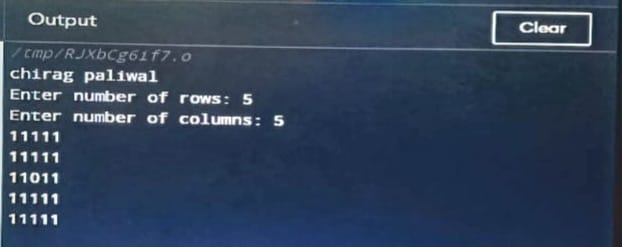 Output
Clear
/tmp/RJXbCg61f7.o
chirag paliwal
Enter number of rows: 5
Enter number of columns: 5
11111
11111
11011
11111
11111